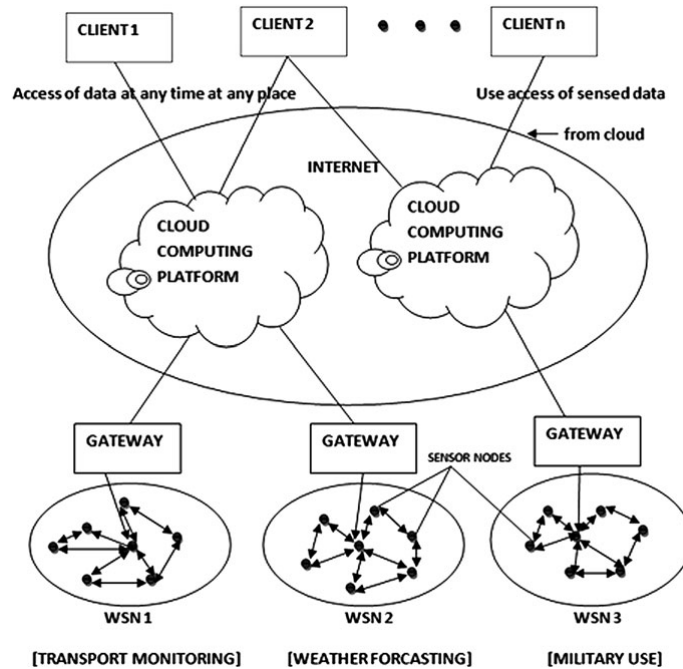 CLIENT 1
CLIENT 2
CLIENT n
Access of data at any time at any place
Use access of sensed data
from cloud
INTERNET
CLOUD
COMPUTING
PLATFORM
CLOUD
COMPUTING
PLATFORM
GATEWAY
GATEWAY
GATEWAY
SENSOR NODES
WSN 1
WSN 2
WSN 3
[TRANSPORT MONITORING]
[WEATHER FORCASTING]
[MILITARY USE]